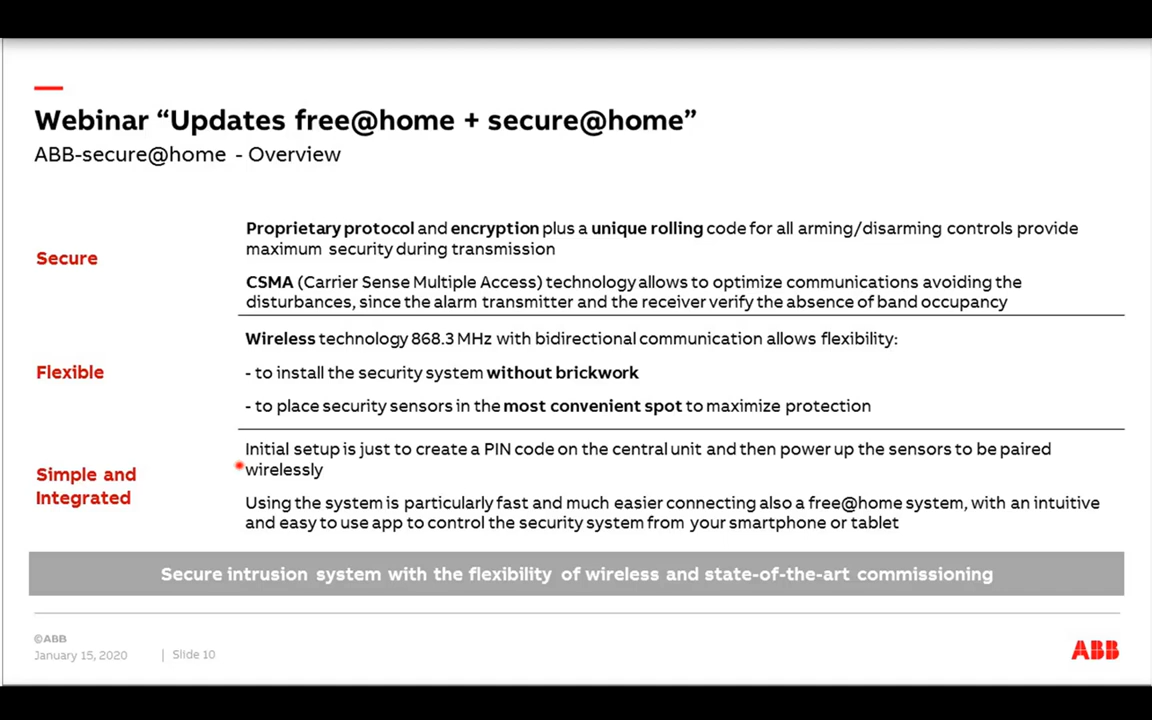 Webinar “Updates free@home + secure@home”
ABB-secure@home - Overview
Secure
Proprietary protocol and encryption plus a unique rolling code for all arming/disarming controls provide
maximum security during transmission
CSMA (Carrier Sense Multiple Access) technology allows to optimize communications avoiding the
disturbances, since the alarm transmitter and the receiver verify the absence of band occupancy
Flexible
Wireless technology 868.3 MHz with bidirectional communication allows flexibility:
- to install the security system without brickwork
- to place security sensors in the most convenient spot to maximize protection
Simple and
Integrated
Initial setup is just to create a PIN code on the central unit and then power up the sensors to be paired
wirelessly
Using the system is particularly fast and much easier connecting also a free@home system, with an intuitive
and easy to use app to control the security system from your smartphone or tablet
Secure intrusion system with the flexibility of wireless and state-of-the-art commissioning
©ABB
January 15, 2020 | Slide 10
ABB